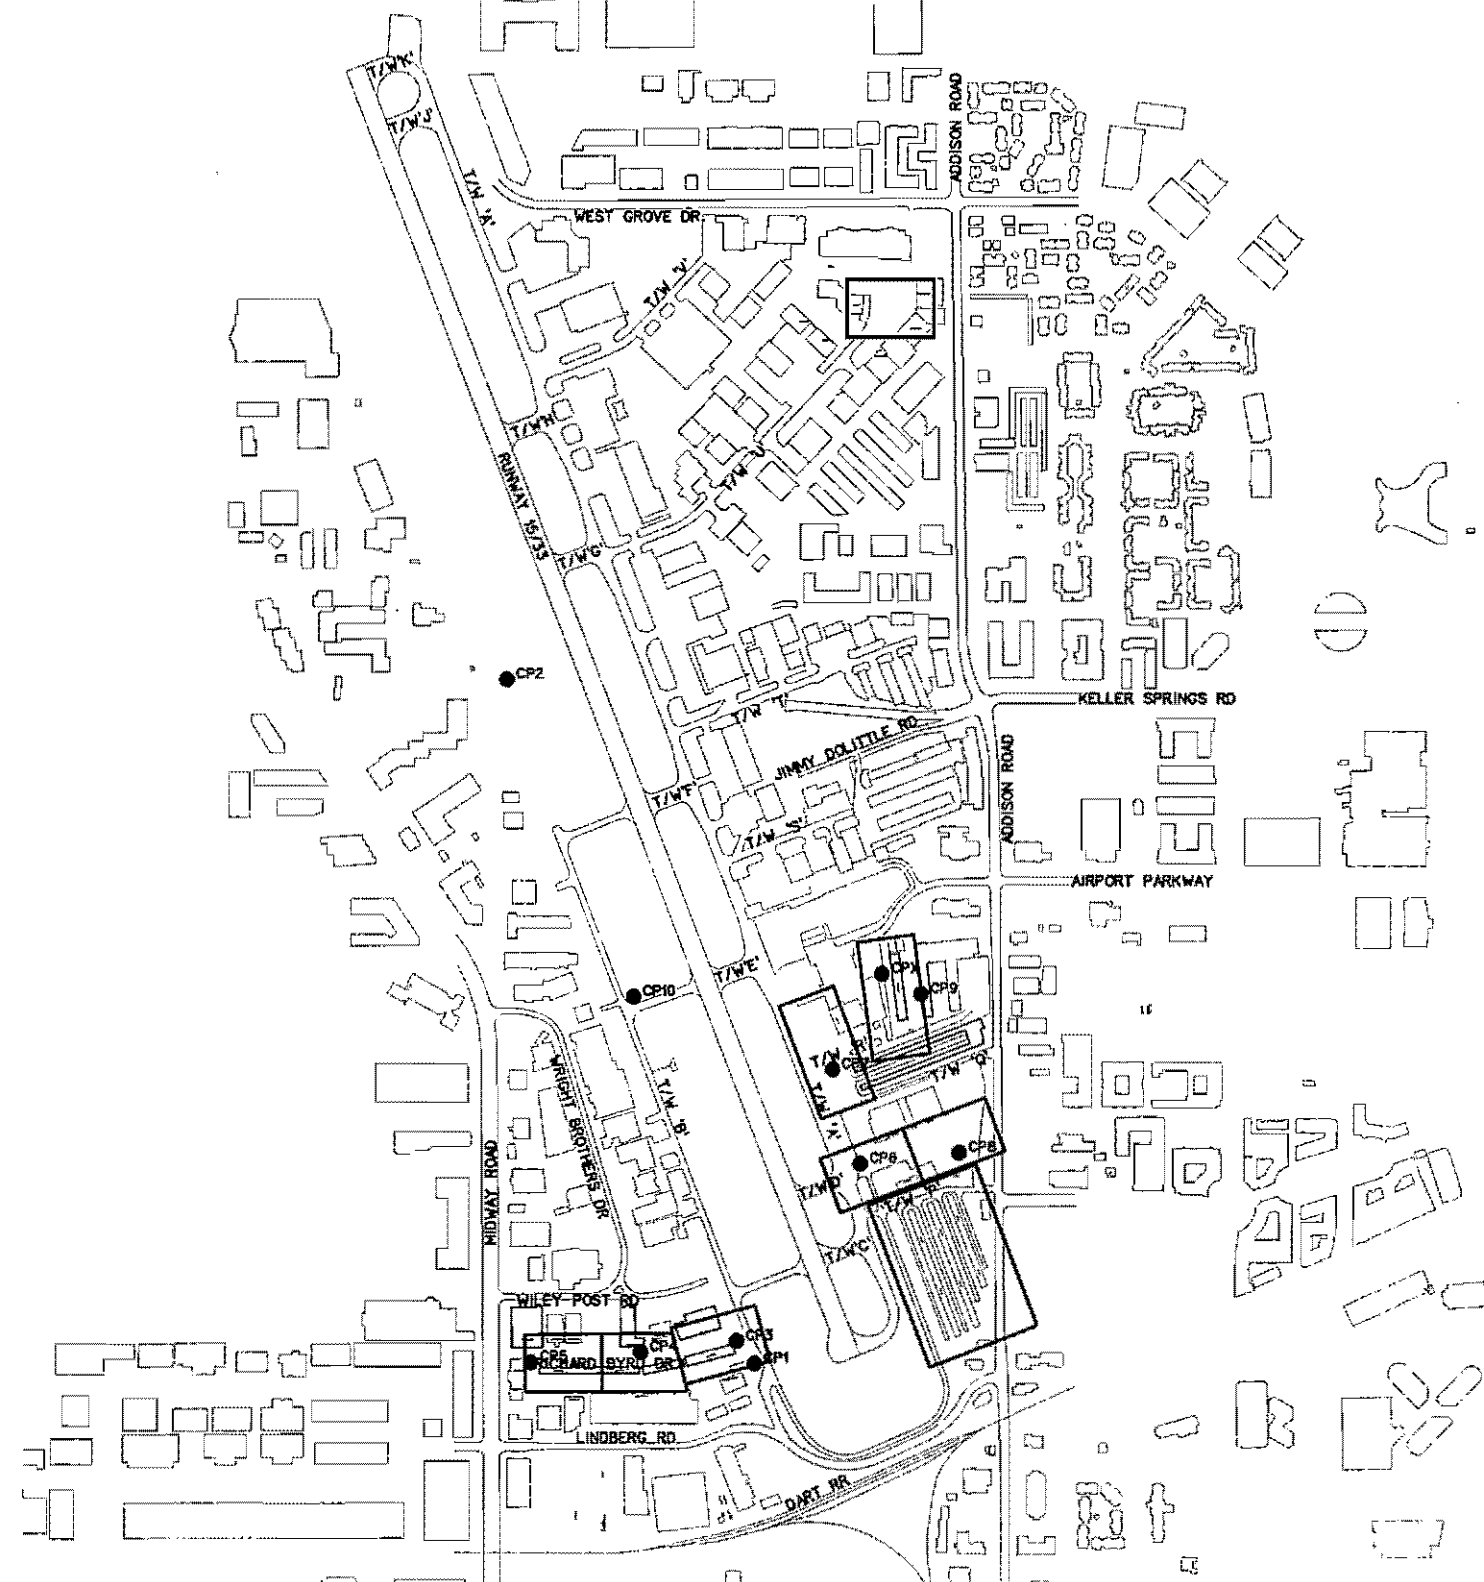 T/W'K'
T/W'J'
ADDISON ROAD
T/W 'A'
WEST GROVE DR.
T/W 'V'
T/W'H'
RUNWAY 15/33
T/W
T/W'G'
CP2
KELLER SPRINGS RD
T/W 'T'
JIMMY DOLITTLE RD
ADDISON ROAD
T/W'F'
T/W 'S'
AIRPORT PARKWAY
T/W'E'
CP9
CP10
T/W 'R'
T/W 'Q'
WRIGHT BROTHERS DR
T/W 'B'
T/W 'A'
MIDWAY ROAD
CP6
CP8
T/W'D'
T/W 'P'
T/W'C'
WILEY POST RD
CP3
CP4
CP5
CP1
RICHARD BYRD DR
LINDBERG RD
DART RR